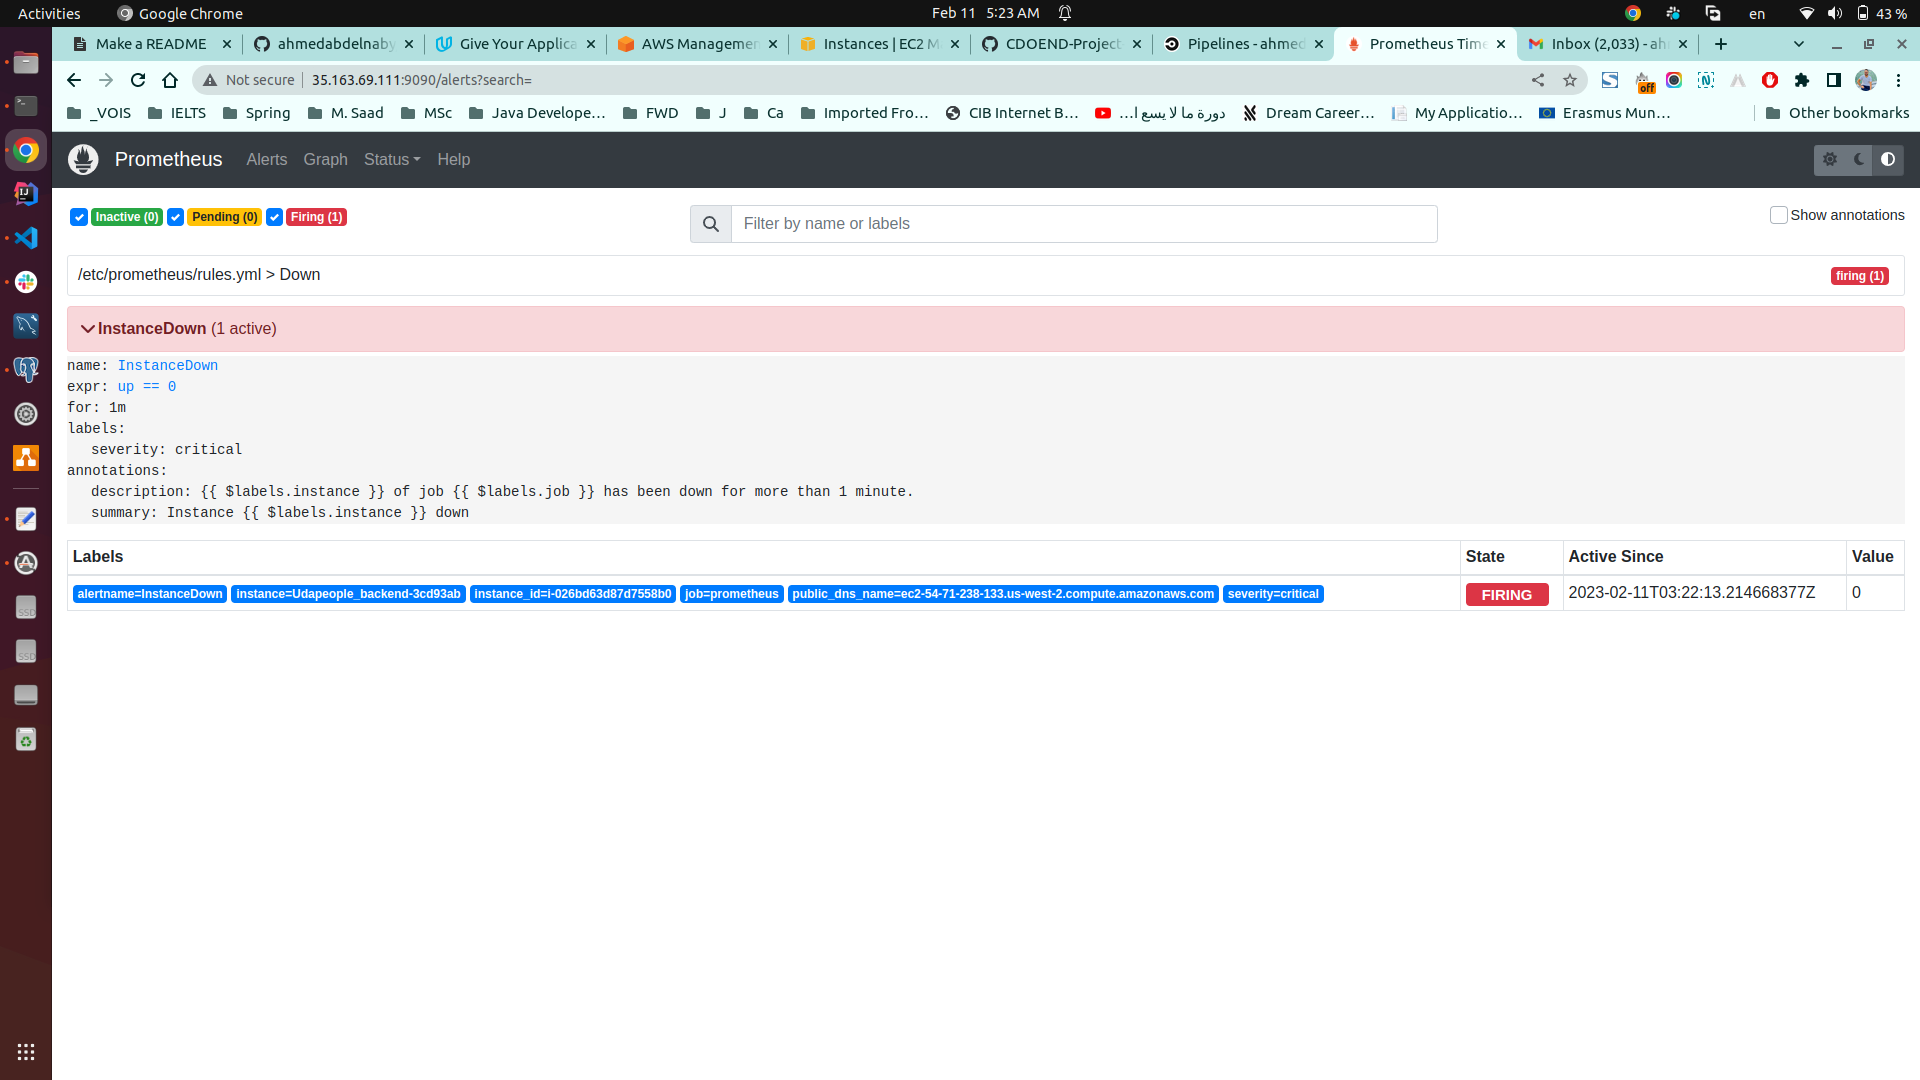 Activities Google Chrome Feb 11 5:23 AM en 43 %
Make a README ahmedabdelnaby Give Your Applica AWS Managemen Instances | EC2 M CDOEND-Project Pipelines - ahmed Prometheus Time Inbox (2,033) - ah
Not secure 35.163.69.111:9090/alerts?search= off
_VOIS IELTS Spring M. Saad MSc Java Develope... FWD J Ca Imported Fro... CIB Internet B... دورة ما لا يسع ا... Dream Career... My Applicatio... Erasmus Mun... Other bookmarks
Prometheus Alerts Graph Status Help
Inactive (0) Pending (0) Firing (1) Filter by name or labels Show annotations
/etc/prometheus/rules.yml > Down firing (1)
InstanceDown (1 active)
name: InstanceDown
expr: up == 0
for: 1m
labels:
severity: critical
annotations:
description: {{ $labels.instance }} of job {{ $labels.job }} has been down for more than 1 minute.
summary: Instance {{ $labels.instance }} down
Labels State Active Since Value
alertname=InstanceDown instance=Udapeople_backend-3cd93ab instance_id=i-026bd63d87d7558b0 job=prometheus public_dns_name=ec2-54-71-238-133.us-west-2.compute.amazonaws.com severity=critical FIRING 2023-02-11T03:22:13.214668377Z 0
SSD
SSD